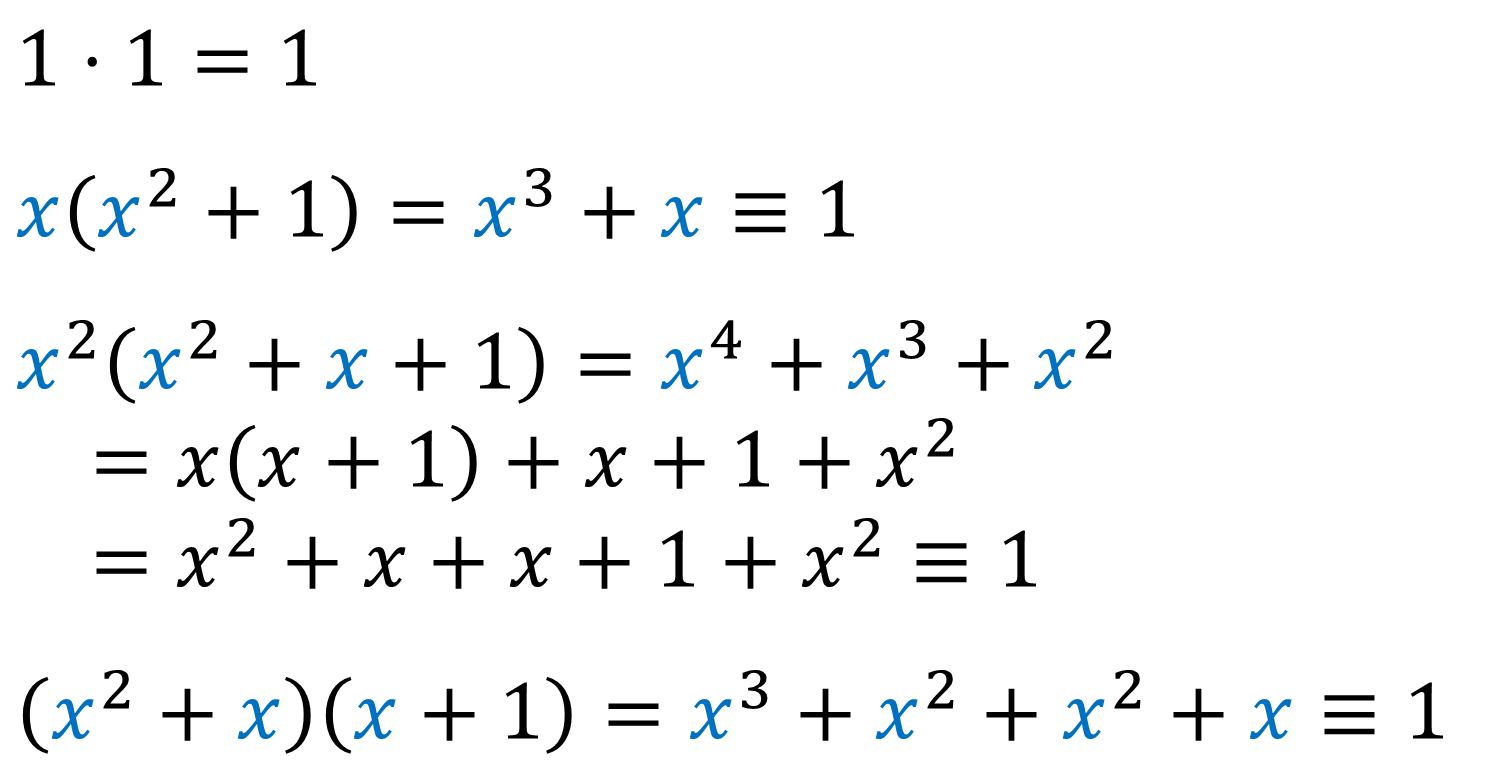 1 · 1 = 1
x(x² + 1) = x³ + x ≡ 1
x²(x² + x + 1) = x⁴ + x³ + x²
= x(x + 1) + x + 1 + x²
= x² + x + x + 1 + x² ≡ 1
(x² + x)(x + 1) = x³ + x² + x² + x ≡ 1